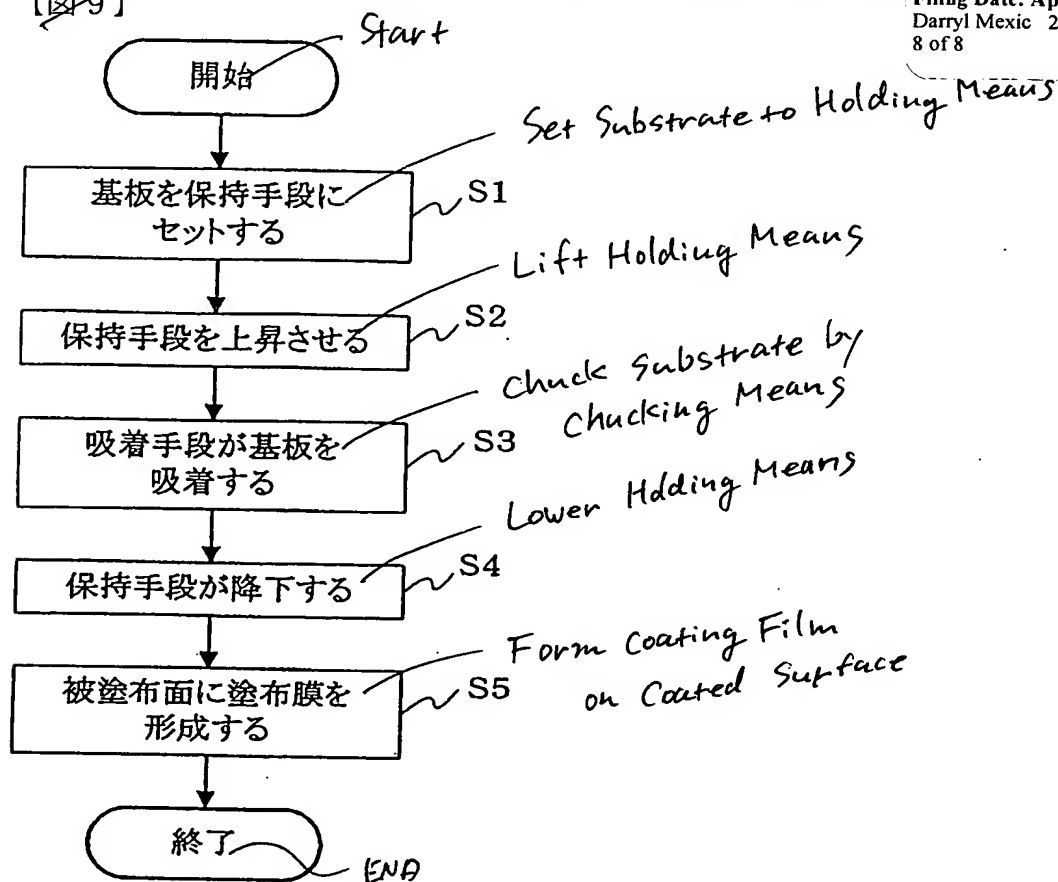 【図9】
Filing Date: Ap
Darryl Mexic 2
8 of 8
開始
Start
基板を保持手段に
セットする
S1
Set Substrate to Holding Means
保持手段を上昇させる
S2
Lift Holding Means
吸着手段が基板を
吸着する
S3
Chuck Substrate by
Chucking Means
保持手段が降下する
S4
Lower Holding Means
被塗布面に塗布膜を
形成する
S5
Form Coating Film
on Coated Surface
終了
END